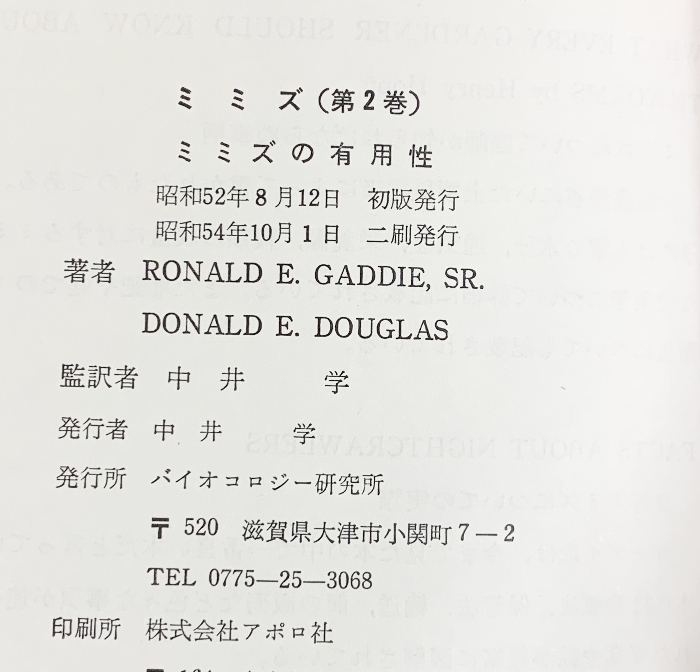 ミミズ（第2巻）
ミミズの有用性
昭和52年8月12日　初版発行
昭和54年10月1日　二刷発行
著者　RONALD E. GADDIE, SR.
DONALD E. DOUGLAS
監訳者　中井　学
発行者　中井　学
発行所　バイオコロジー研究所
〒520　滋賀県大津市小関町7―2
TEL 0775―25―3068
印刷所　株式会社アポロ社